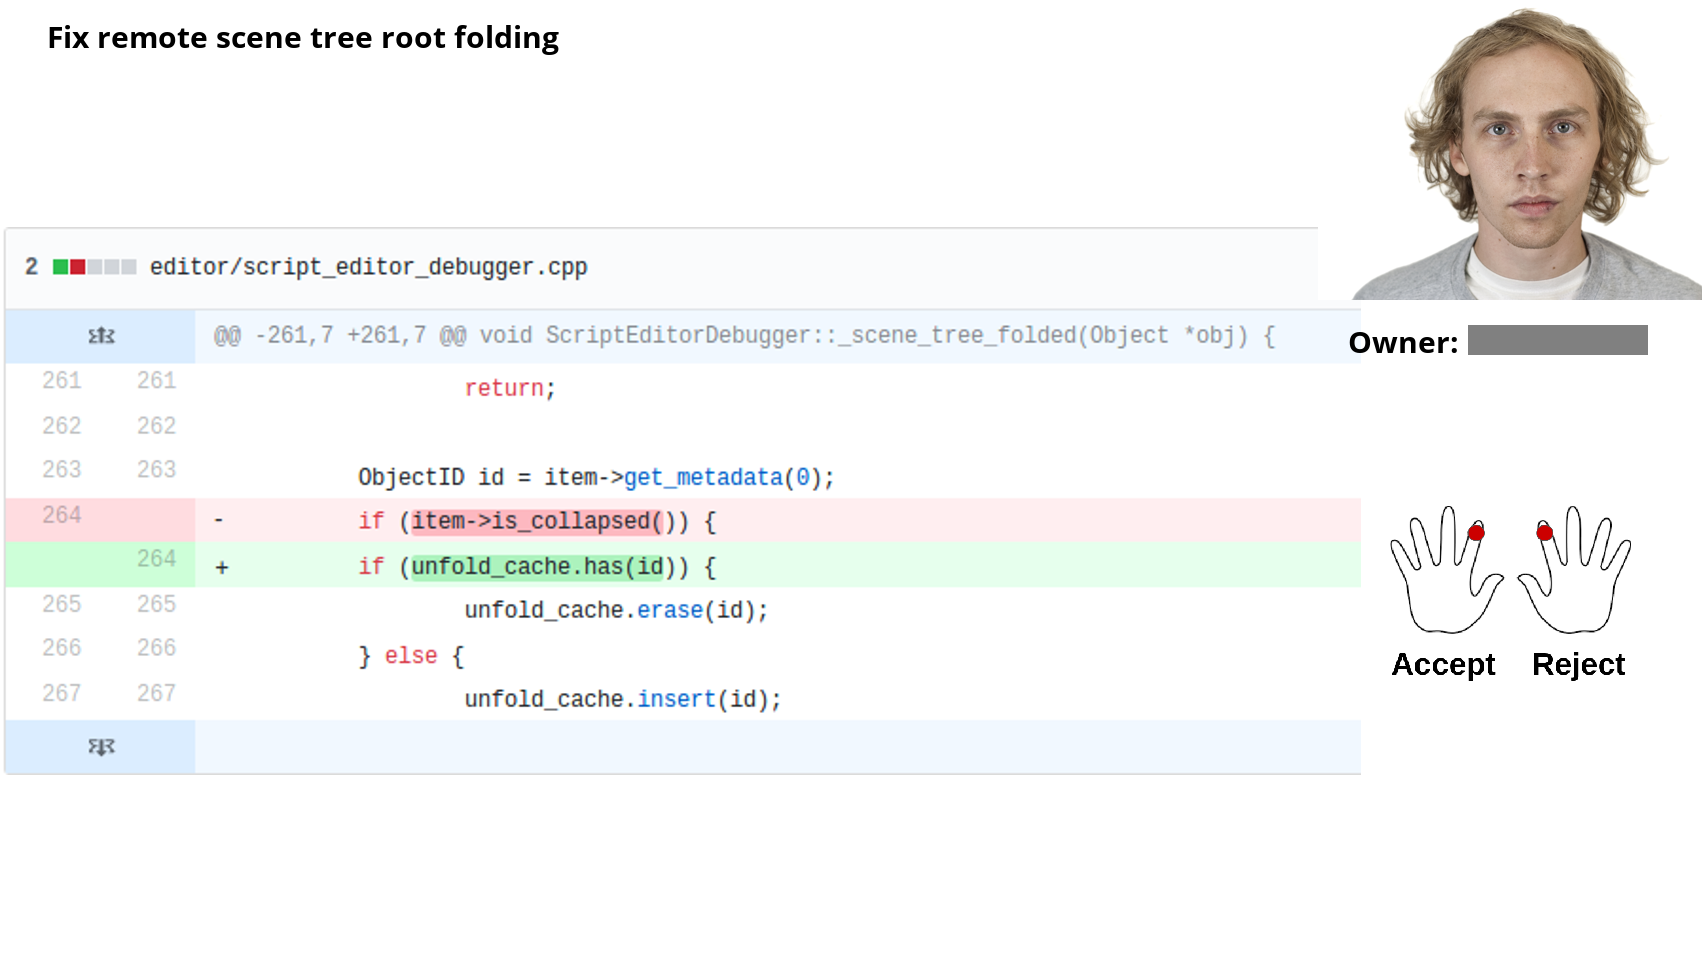 Fix remote scene tree root folding
2 editor/script_editor_debugger.cpp
@@ -261,7 +261,7 @@ void ScriptEditorDebugger::_scene_tree_folded(Object *obj) {
Owner:
261 261 return;
262 262
263 263 ObjectID id = item->get_metadata(0);
264 - if (item->is_collapsed()) {
264 + if (unfold_cache.has(id)) {
265 265 unfold_cache.erase(id);
266 266 } else {
267 267 unfold_cache.insert(id);
Accept Reject